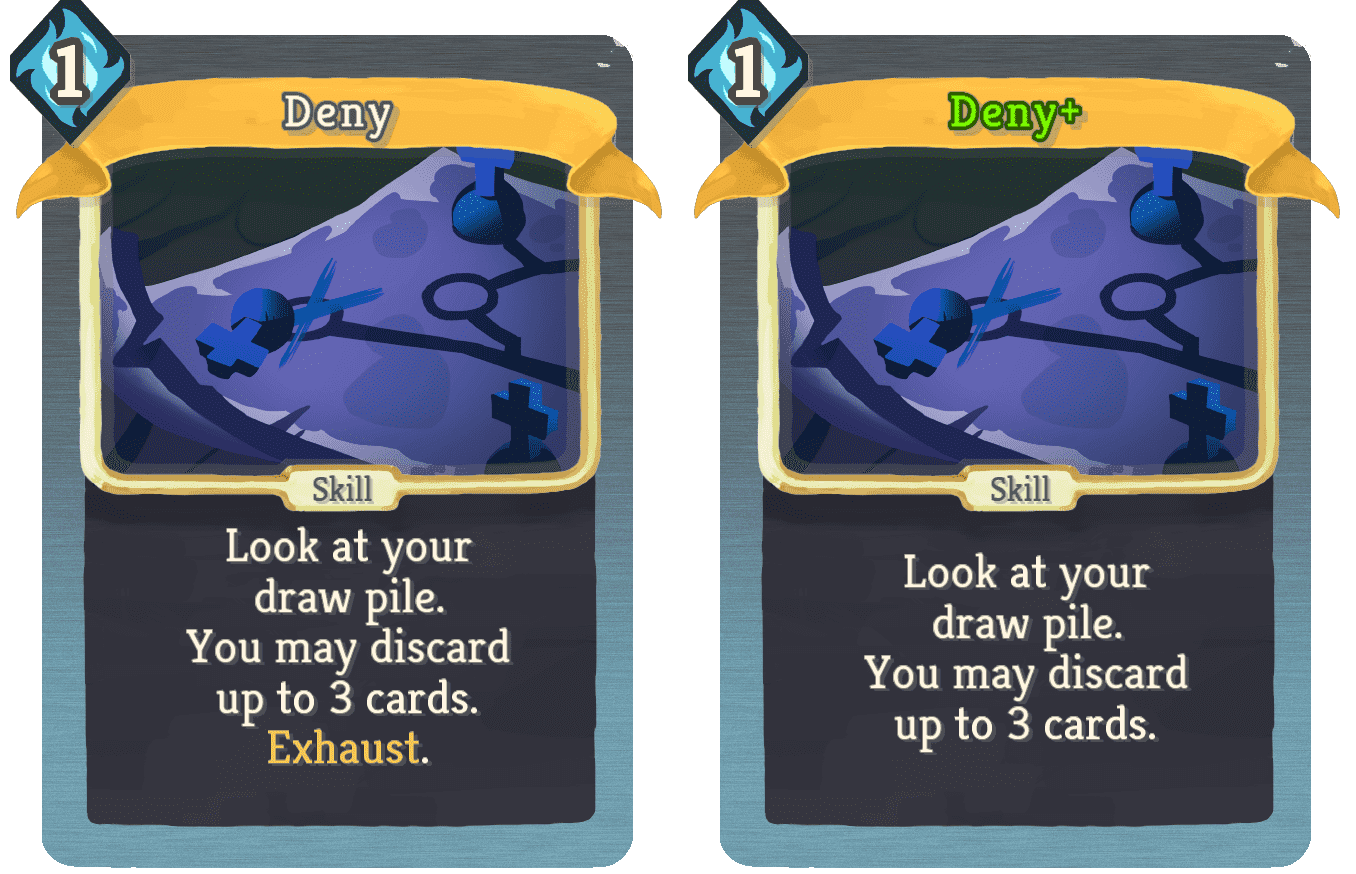 1
Deny
Skill
Look at your
draw pile.
You may discard
up to 3 cards.
Exhaust.
1
Deny+
Skill
Look at your
draw pile.
You may discard
up to 3 cards.